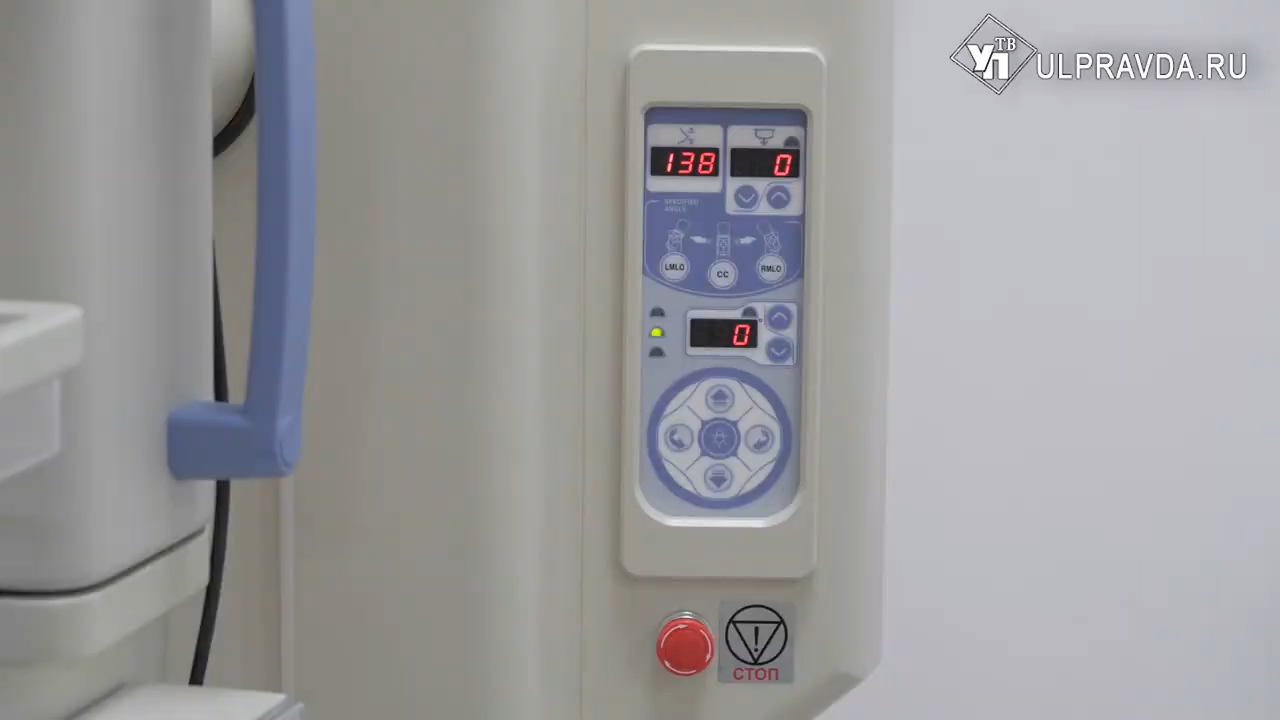 УП ТВ
ULPRAVDA.RU
138
0
SPECIFIED
ANGLE
LMLO
CC
RMLO
0
СТОП